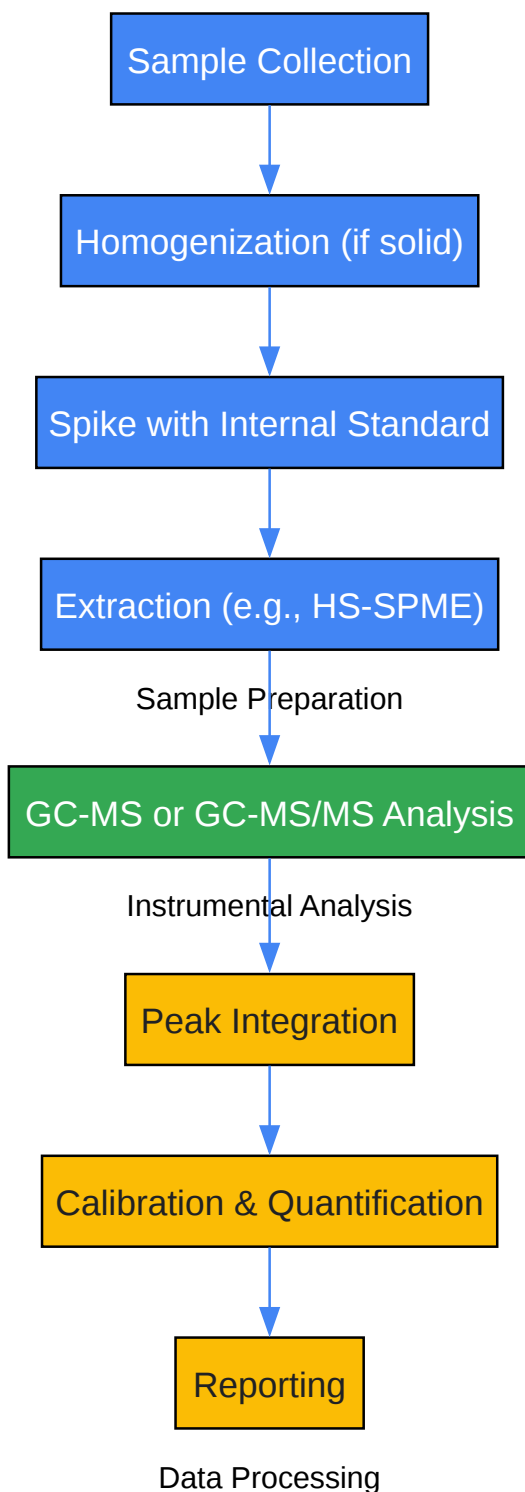 Sample Collection
Homogenization (if solid)
Spike with Internal Standard
Extraction (e.g., HS-SPME)
Sample Preparation
GC-MS or GC-MS/MS Analysis
Instrumental Analysis
Peak Integration
Calibration & Quantification
Reporting
Data Processing